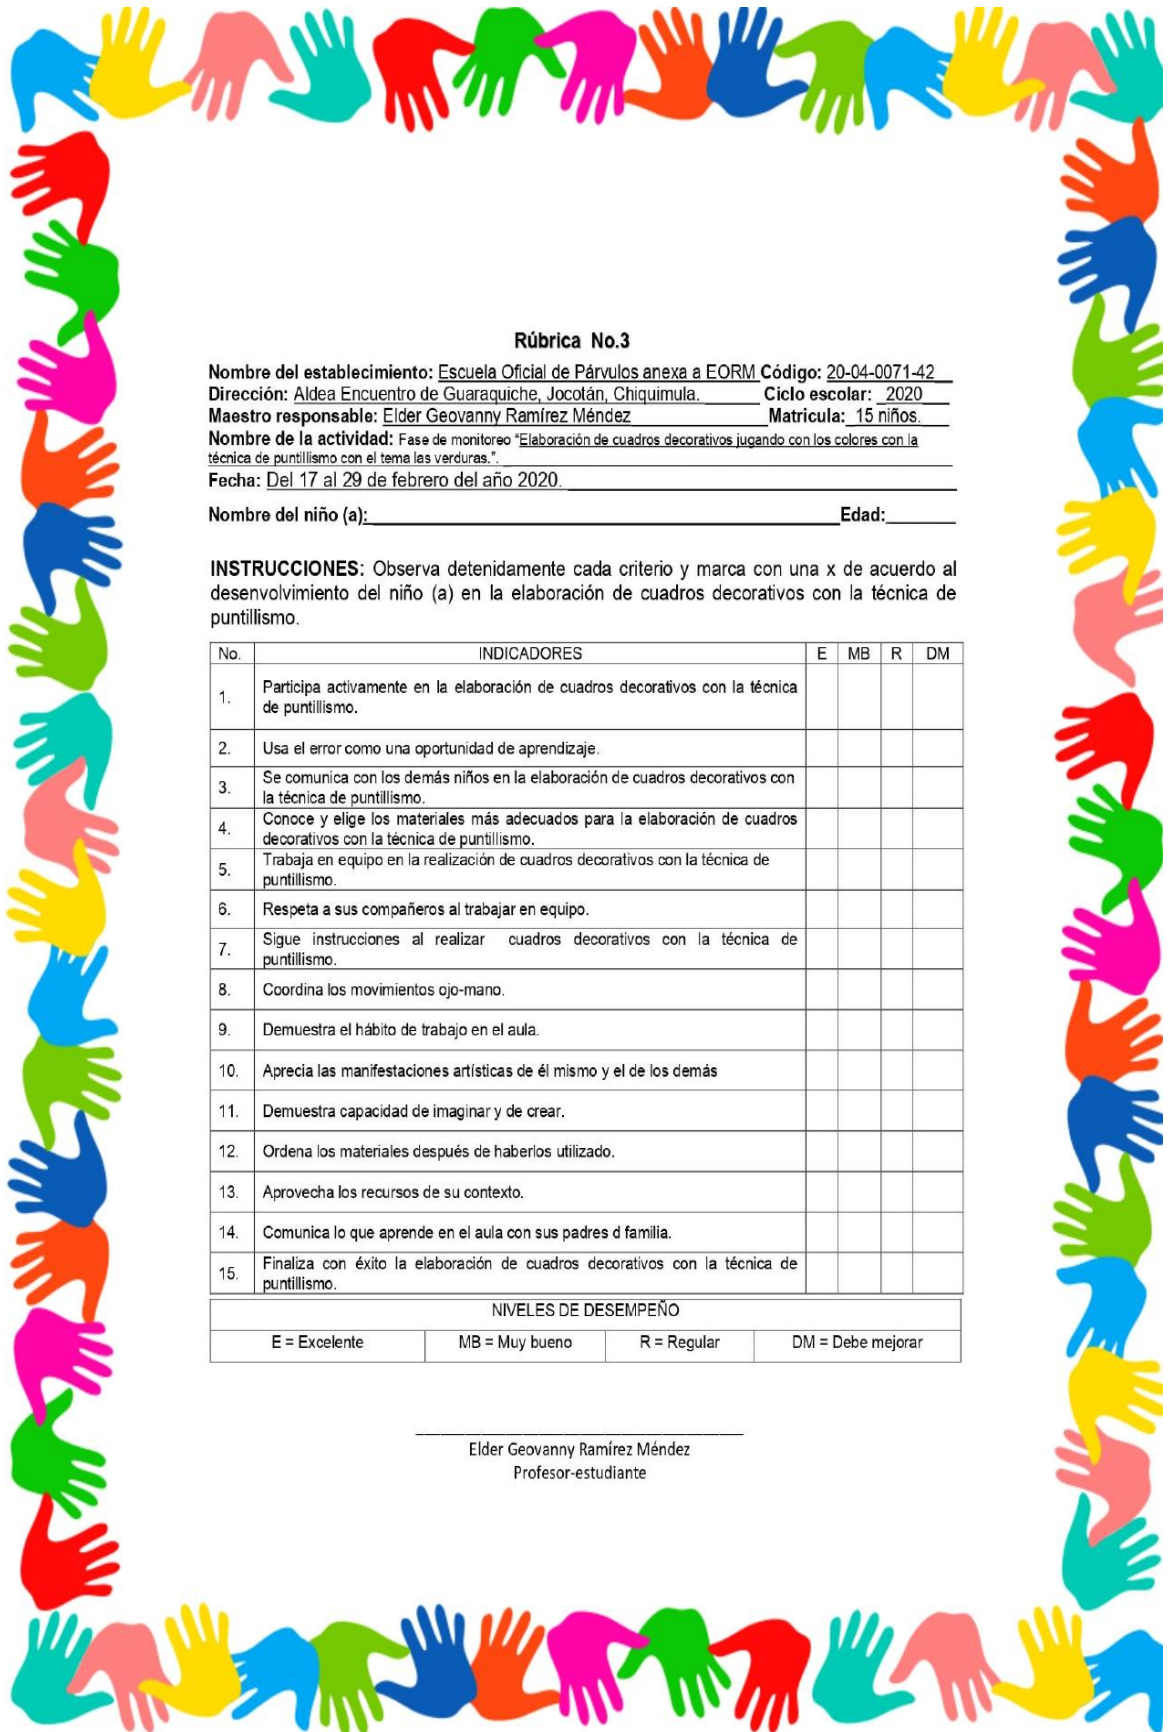 Rúbrica No.3
Nombre del establecimiento: Escuela Oficial de Párvulos anexa a EORM Código: 20-04-0071-42
Dirección: Aldea Encuentro de Guaraquiche, Jocotán, Chiquimula. Ciclo escolar: 2020
Maestro responsable: Elder Geovanny Ramírez Méndez Matricula: 15 niños.
Nombre de la actividad: Fase de monitoreo "Elaboración de cuadros decorativos jugando con los colores con la
técnica de puntillismo con el tema las verduras.".
Fecha: Del 17 al 29 de febrero del año 2020.
Nombre del niño (a): Edad:
INSTRUCCIONES: Observa detenidamente cada criterio y marca con una x de acuerdo al
desenvolvimiento del niño (a) en la elaboración de cuadros decorativos con la técnica de
puntillismo.
No. INDICADORES E MB R DM
1. Participa activamente en la elaboración de cuadros decorativos con la técnica
de puntillismo.
2. Usa el error como una oportunidad de aprendizaje.
3. Se comunica con los demás niños en la elaboración de cuadros decorativos con
la técnica de puntillismo.
4. Conoce y elige los materiales más adecuados para la elaboración de cuadros
decorativos con la técnica de puntillismo.
5. Trabaja en equipo en la realización de cuadros decorativos con la técnica de
puntillismo.
6. Respeta a sus compañeros al trabajar en equipo.
7. Sigue instrucciones al realizar cuadros decorativos con la técnica de
puntillismo.
8. Coordina los movimientos ojo-mano.
9. Demuestra el hábito de trabajo en el aula.
10. Aprecia las manifestaciones artísticas de él mismo y el de los demás
11. Demuestra capacidad de imaginar y de crear.
12. Ordena los materiales después de haberlos utilizado.
13. Aprovecha los recursos de su contexto.
14. Comunica lo que aprende en el aula con sus padres d familia.
15. Finaliza con éxito la elaboración de cuadros decorativos con la técnica de
puntillismo.
NIVELES DE DESEMPEÑO
E = Excelente MB = Muy bueno R = Regular DM = Debe mejorar
Elder Geovanny Ramírez Méndez
Profesor-estudiante